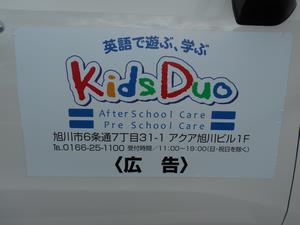 英語で遊ぶ、学ぶ
KidsDuo
AfterSchool Care
Pre School Care
旭川市6条通7丁目31-1 アクア旭川ビル1F
TEL.0166-25-1100 受付時間／11:00～19:00(日・祝日を除く)
〈広告〉